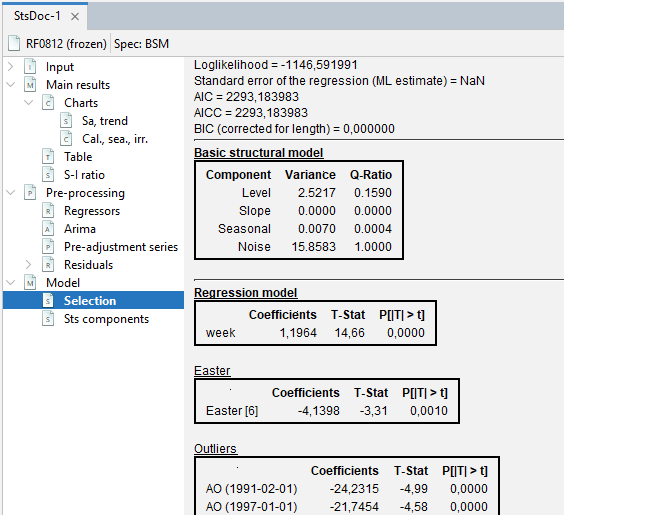 StsDoc-1 ×
RF0812 (frozen) Spec: BSM
Input
Main results
Charts
Sa, trend
Cal., sea., irr.
Table
S-I ratio
Pre-processing
Regressors
Arima
Pre-adjustment series
Residuals
Model
Selection
Sts components
Loglikelihood = -1146,591991
Standard error of the regression (ML estimate) = NaN
AIC = 2293,183983
AICC = 2293,183983
BIC (corrected for length) = 0,000000
Basic structural model
Component Variance Q-Ratio
Level 2.5217 0.1590
Slope 0.0000 0.0000
Seasonal 0.0070 0.0004
Noise 15.8583 1.0000
Regression model
Coefficients T-Stat P[|T| > t]
week 1,1964 14,66 0,0000
Easter
. Coefficients T-Stat P[|T| > t]
Easter [6] -4,1398 -3,31 0,0010
Outliers
. Coefficients T-Stat P[|T| > t]
AO (1991-02-01) -24,2315 -4,99 0,0000
AO (1997-01-01) -21,7454 -4,58 0,0000